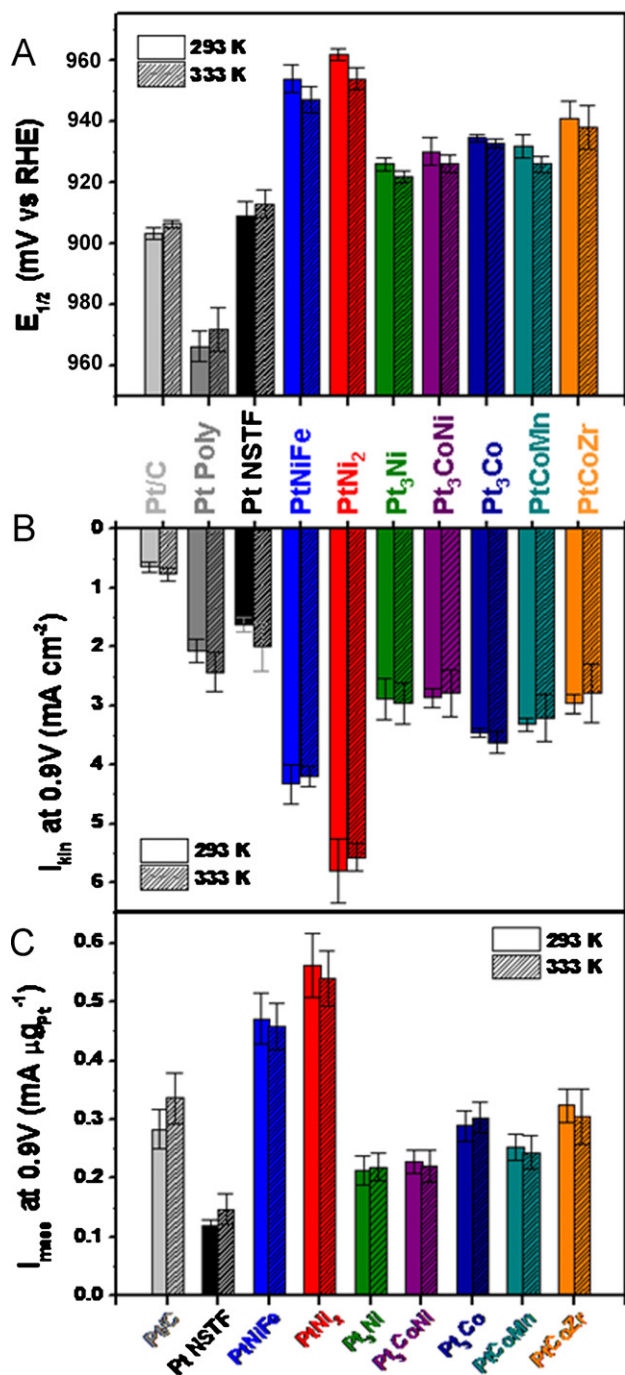 A
293 K
333 K
E1/2 (mV vs RHE)
960
940
920
900
980
960
Pt/C
Pt Poly
Pt NSTF
PtNiFe
PtNi2
Pt3Ni
Pt3CoNi
Pt3Co
PtCoMn
PtCoZr
B
Ikin at 0.9V (mA cm-2)
0
1
2
3
4
5
6
293 K
333 K
C
293 K
333 K
Imass at 0.9V (mA μgPt-1)
0.6
0.5
0.4
0.3
0.2
0.1
0.0
Pt/C
Pt NSTF
PtNiFe
PtNi2
Pt3Ni
Pt3CoNi
Pt3Co
PtCoMn
PtCoZr